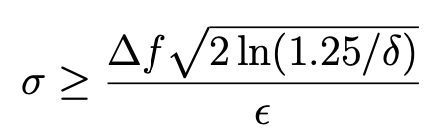 σ ≥ Δf√(2 ln(1.25/δ)) / ϵ